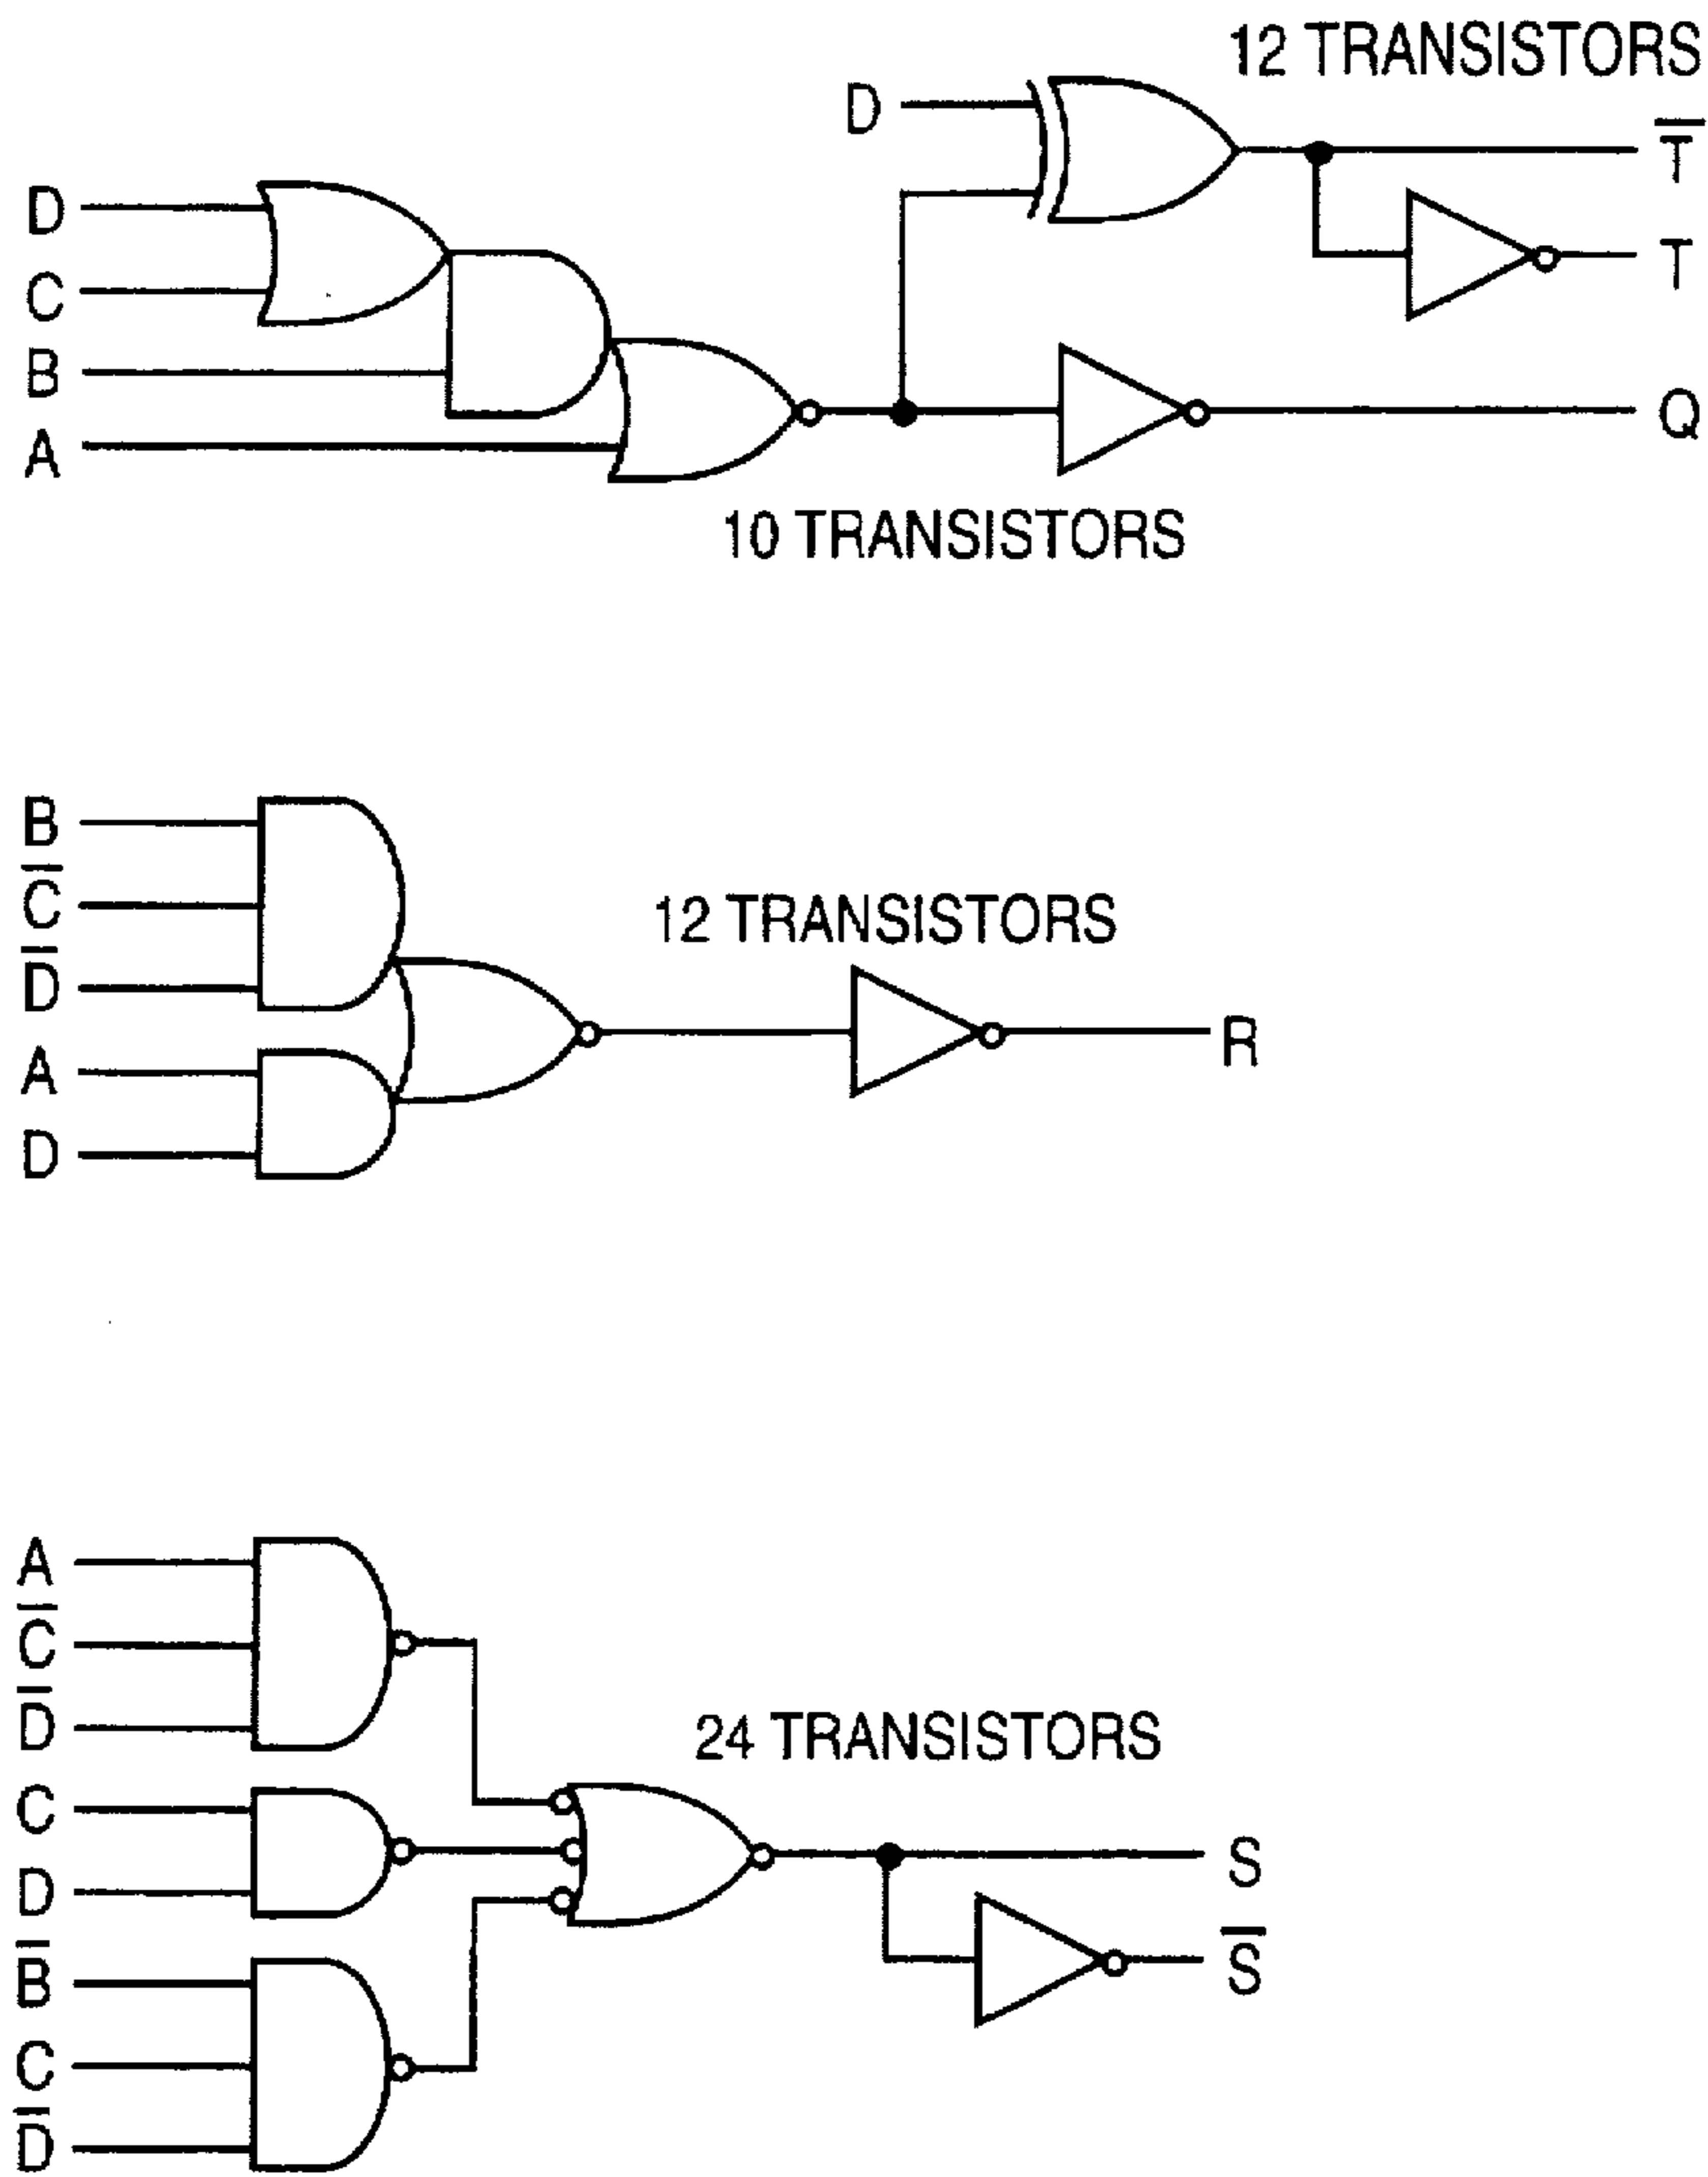 12 TRANSISTORS
D
T̅
D
T
C
B
Q
A
10 TRANSISTORS
B
C̅
12 TRANSISTORS
D̅
R
A
D
A
C̅
D̅
24 TRANSISTORS
C
S
D
B̅
S̅
C
D̅